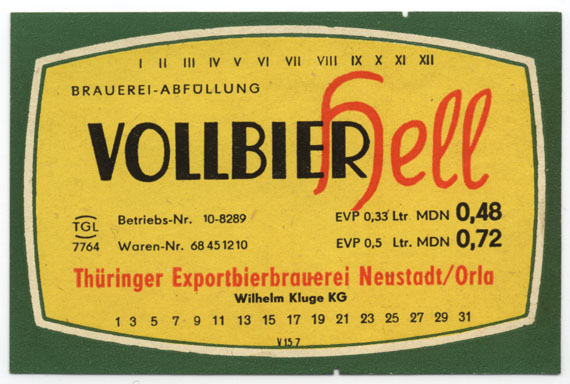 I II III IV V VI VII VIII IX X XI XII
BRAUEREI-ABFÜLLUNG
VOLLBIER Hell
TGL
7764
Betriebs-Nr. 10-8289
Waren-Nr. 68 45 12 10
EVP 0,33 Ltr. MDN 0,48
EVP 0,5 Ltr. MDN 0,72
Thüringer Exportbierbrauerei Neustadt/Orla
Wilhelm Kluge KG
1 3 5 7 9 11 13 15 17 19 21 23 25 27 29 31
V 15 7